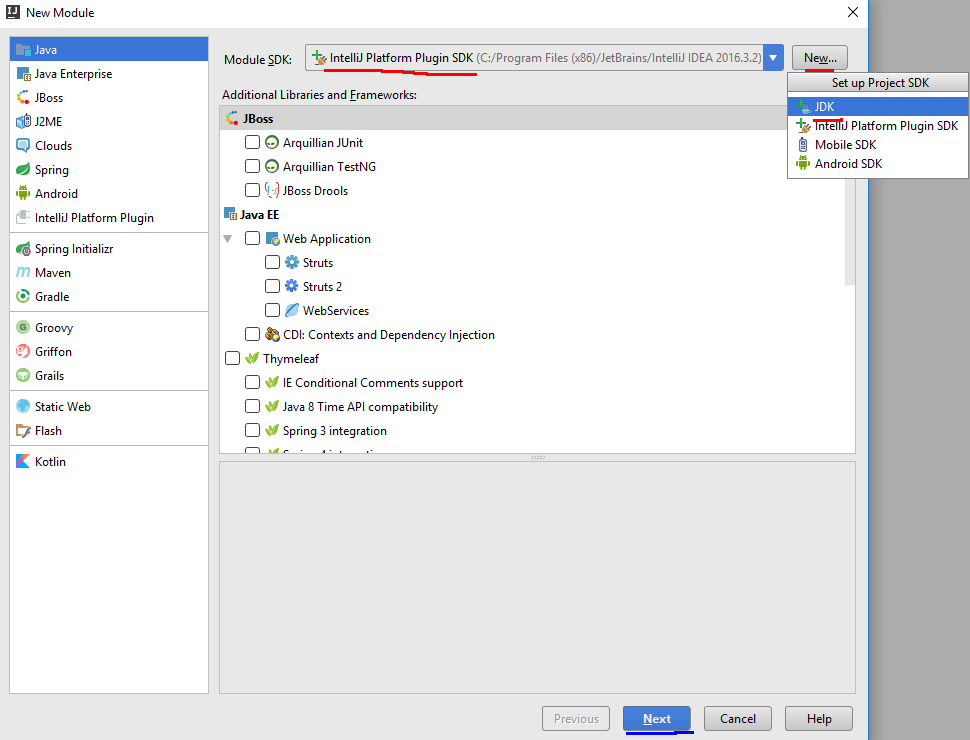 New Module
Java
Java Enterprise
JBoss
J2ME
Clouds
Spring
Android
IntelliJ Platform Plugin
Spring Initializr
Maven
Gradle
Groovy
Griffon
Grails
Static Web
Flash
Kotlin
Module SDK: IntelliJ Platform Plugin SDK (C:/Program Files (x86)/JetBrains/IntelliJ IDEA 2016.3.2) New...
Set up Project SDK
JDK
IntelliJ Platform Plugin SDK
Mobile SDK
Android SDK
Additional Libraries and Frameworks:
JBoss
Arquillian JUnit
Arquillian TestNG
JBoss Drools
Java EE
Web Application
Struts
Struts 2
WebServices
CDI: Contexts and Dependency Injection
Thymeleaf
IE Conditional Comments support
Java 8 Time API compatibility
Spring 3 integration
Previous Next Cancel Help